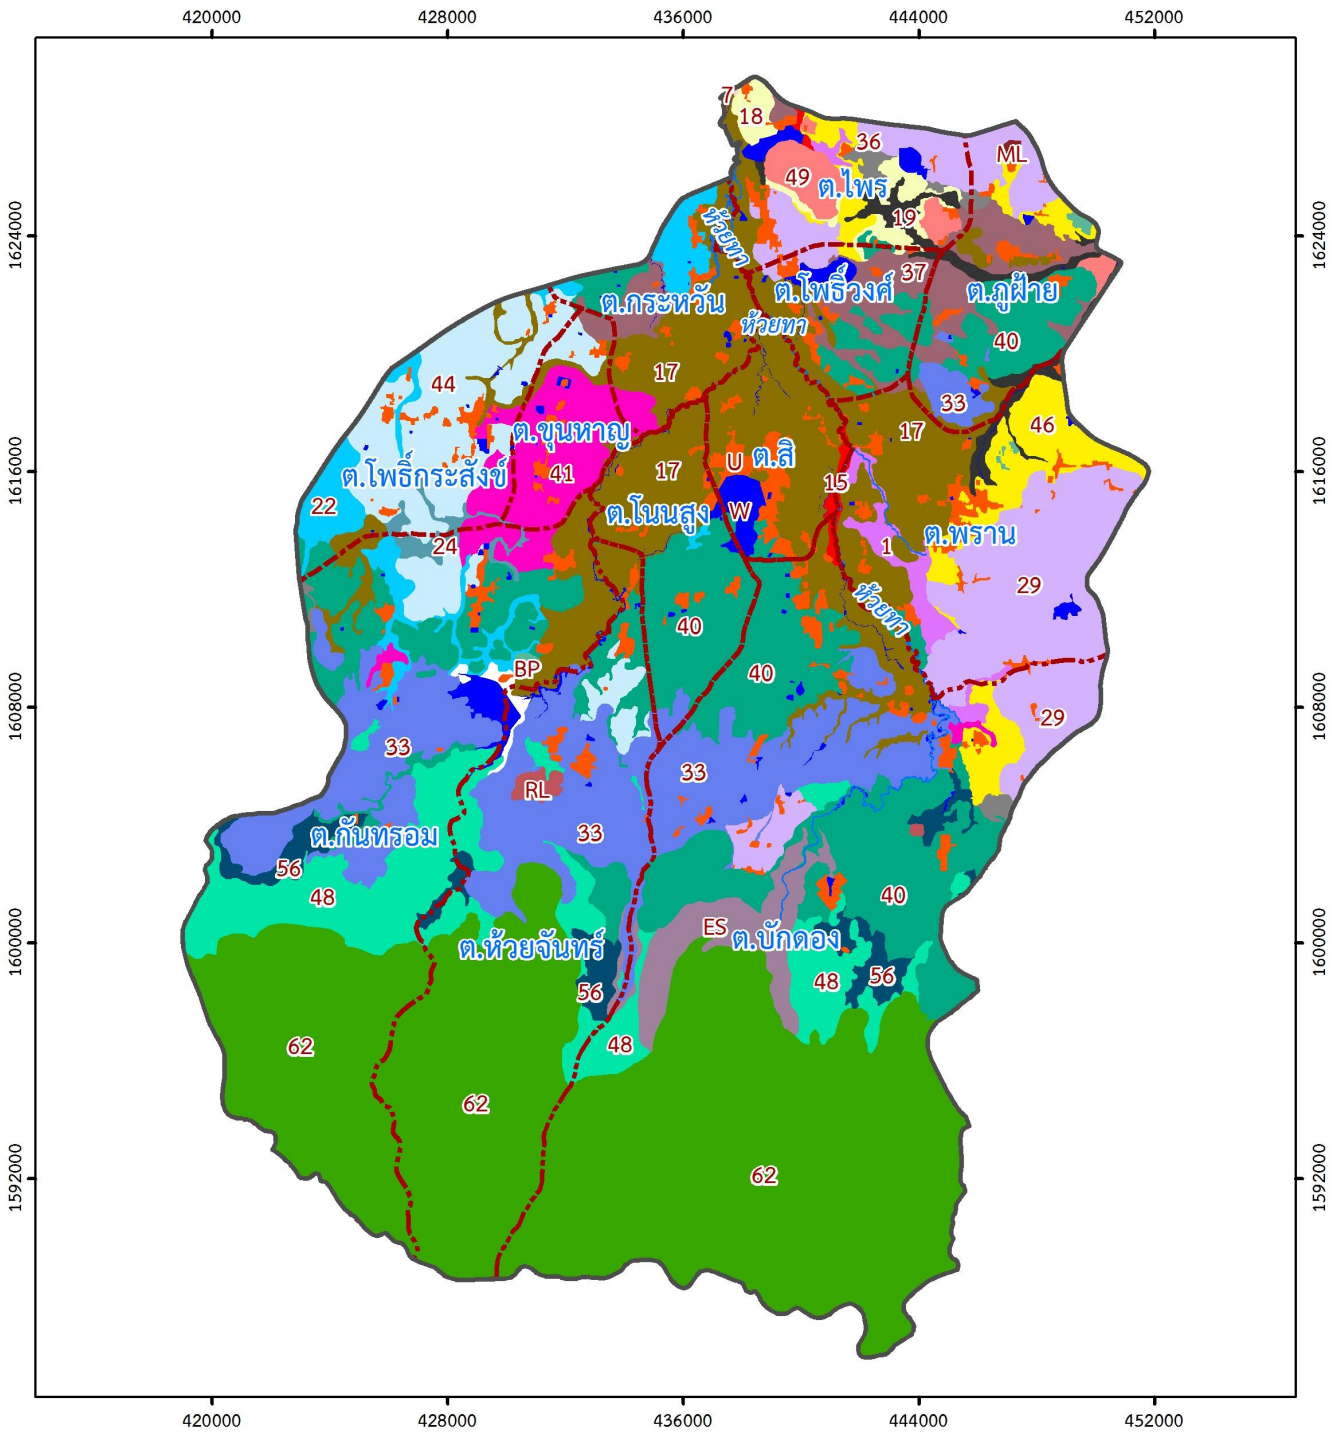 420000
428000
436000
444000
452000
7
18
36
ML
49
ต.ไพร
19
ห้วยทา
1624000
1624000
37
ต.โพธิ์วงศ์
ต.ภูฝ้าย
ต.กระหวัน
ห้วยทา
40
17
44
33
46
17
ต.ขุนหาญ
ต.สิ
U
17
41
ต.โพธิ์กระสังข์
1616000
1616000
15
22
W
ต.โนนสูง
ต.พราน
24
1
29
ห้วยทา
40
BP
40
1608000
1608000
29
33
33
RL
33
ต.กันทรอม
56
48
40
ES
ต.บักดอง
ต.ห้วยจันทร์
1600000
1600000
56
48
56
48
62
62
62
1592000
1592000
420000
428000
436000
444000
452000